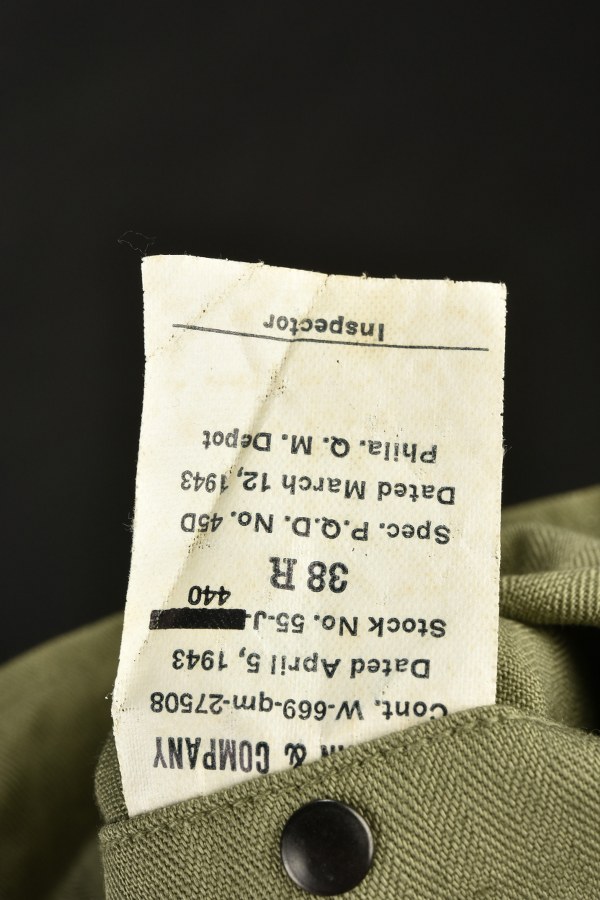 & COMPANY
Cont. W-669-qm-27508
Dated April 5, 1943
Stock No. 55-J-
440
38 R
Spec. P.Q.D. No. 45D
Dated March 12, 1943
Phila. Q. M. Depot
Inspector